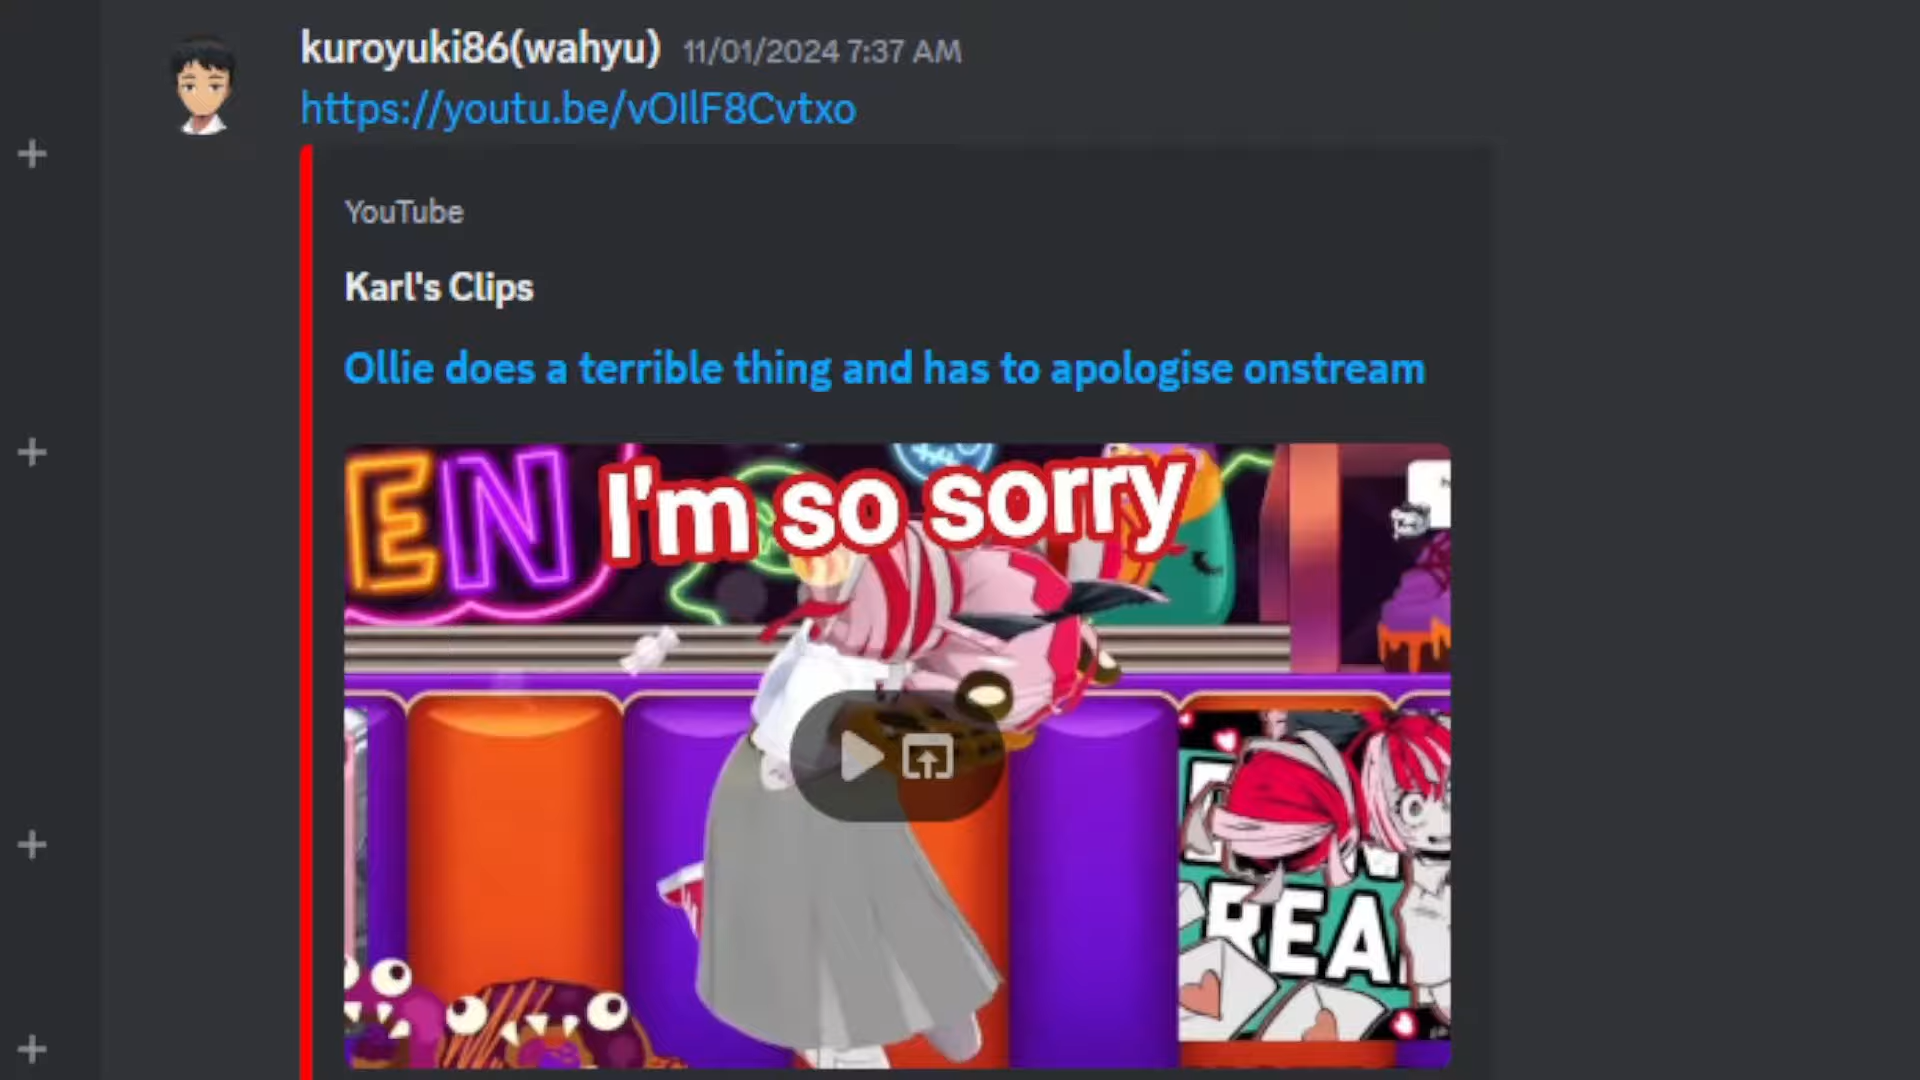 kuroyuki86(wahyu) 11/01/2024 7:37 AM
https://youtu.be/vOIlF8Cvtxo
YouTube
Karl's Clips
Ollie does a terrible thing and has to apologise onstream
EN
I'm so sorry
REA